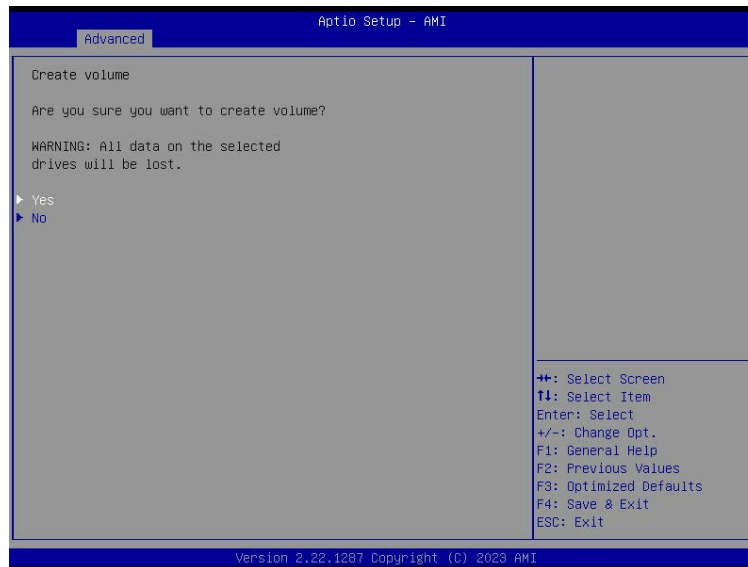 Aptio Setup – AMI
Advanced
Create volume
Are you sure you want to create volume?
WARNING: All data on the selected
drives will be lost.
Yes
No
→←: Select Screen
↑↓: Select Item
Enter: Select
+/-: Change Opt.
F1: General Help
F2: Previous Values
F3: Optimized Defaults
F4: Save & Exit
ESC: Exit
Version 2.22.1287 Copyright (C) 2023 AMI